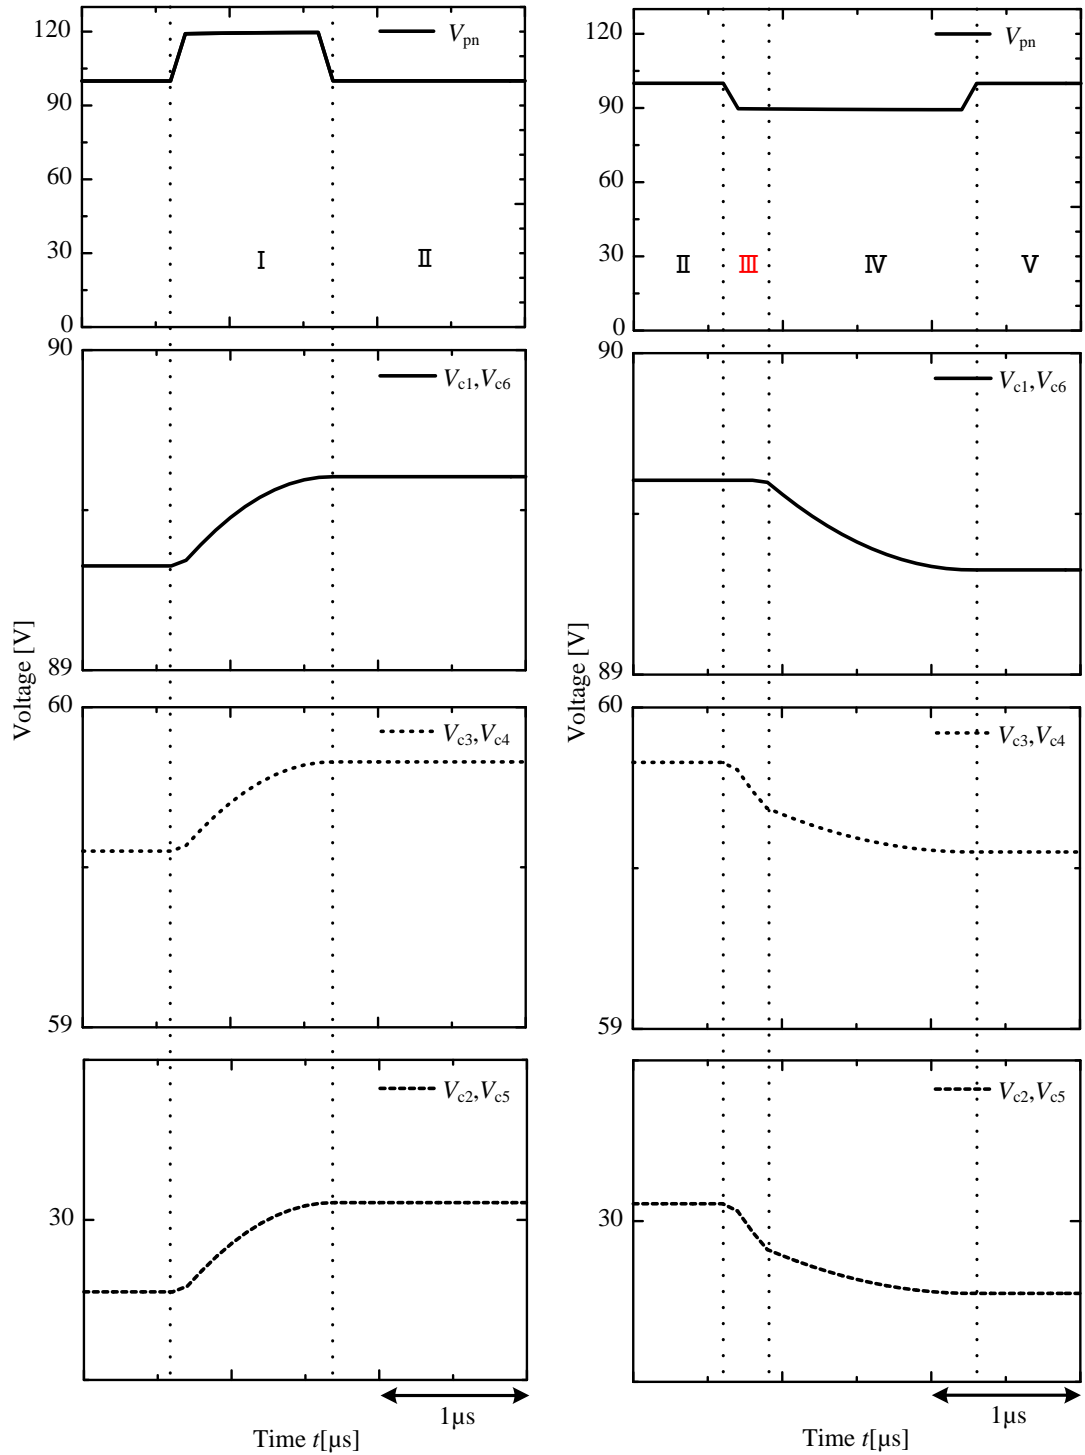 120
90
60
30
0
V_pn
I
II
90
89
V_c1,V_c6
Voltage [V]
60
59
V_c3,V_c4
30
V_c2,V_c5
1µs
Time t[µs]
120
90
60
30
0
V_pn
II
III
IV
V
90
89
V_c1,V_c6
Voltage [V]
60
59
V_c3,V_c4
30
V_c2,V_c5
1µs
Time t[µs]